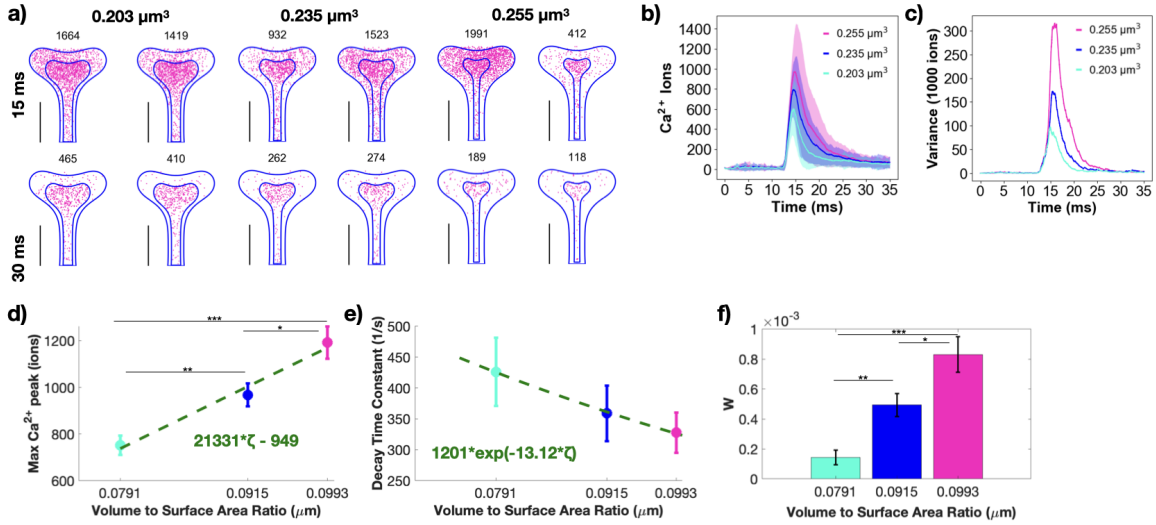 a)
0.203 µm³ 0.235 µm³ 0.255 µm³
1664 1419 932 1523 1991 412
15 ms
465 410 262 274 189 118
30 ms
b)
Ca²⁺ Ions
1400
1200
1000
800
600
400
200
0
0.255 µm³
0.235 µm³
0.203 µm³
0 5 10 15 20 25 30 35
Time (ms)
c)
Variance (1000 ions)
300
250
200
150
100
50
0
0.255 µm³
0.235 µm³
0.203 µm³
0 5 10 15 20 25 30 35
Time (ms)
d)
Max Ca²⁺ peak (ions)
1200
1000
800
600
***
*
**
21331*ζ - 949
0.0791 0.0915 0.0993
Volume to Surface Area Ratio (μm)
e)
Decay Time Constant (1/s)
500
450
400
350
300
250
1201*exp(-13.12*ζ)
0.0791 0.0915 0.0993
Volume to Surface Area Ratio (μm)
f)
×10⁻³
W
1
0.8
0.6
0.4
0.2
0
***
*
**
0.0791 0.0915 0.0993
Volume to Surface Area Ratio (μm)